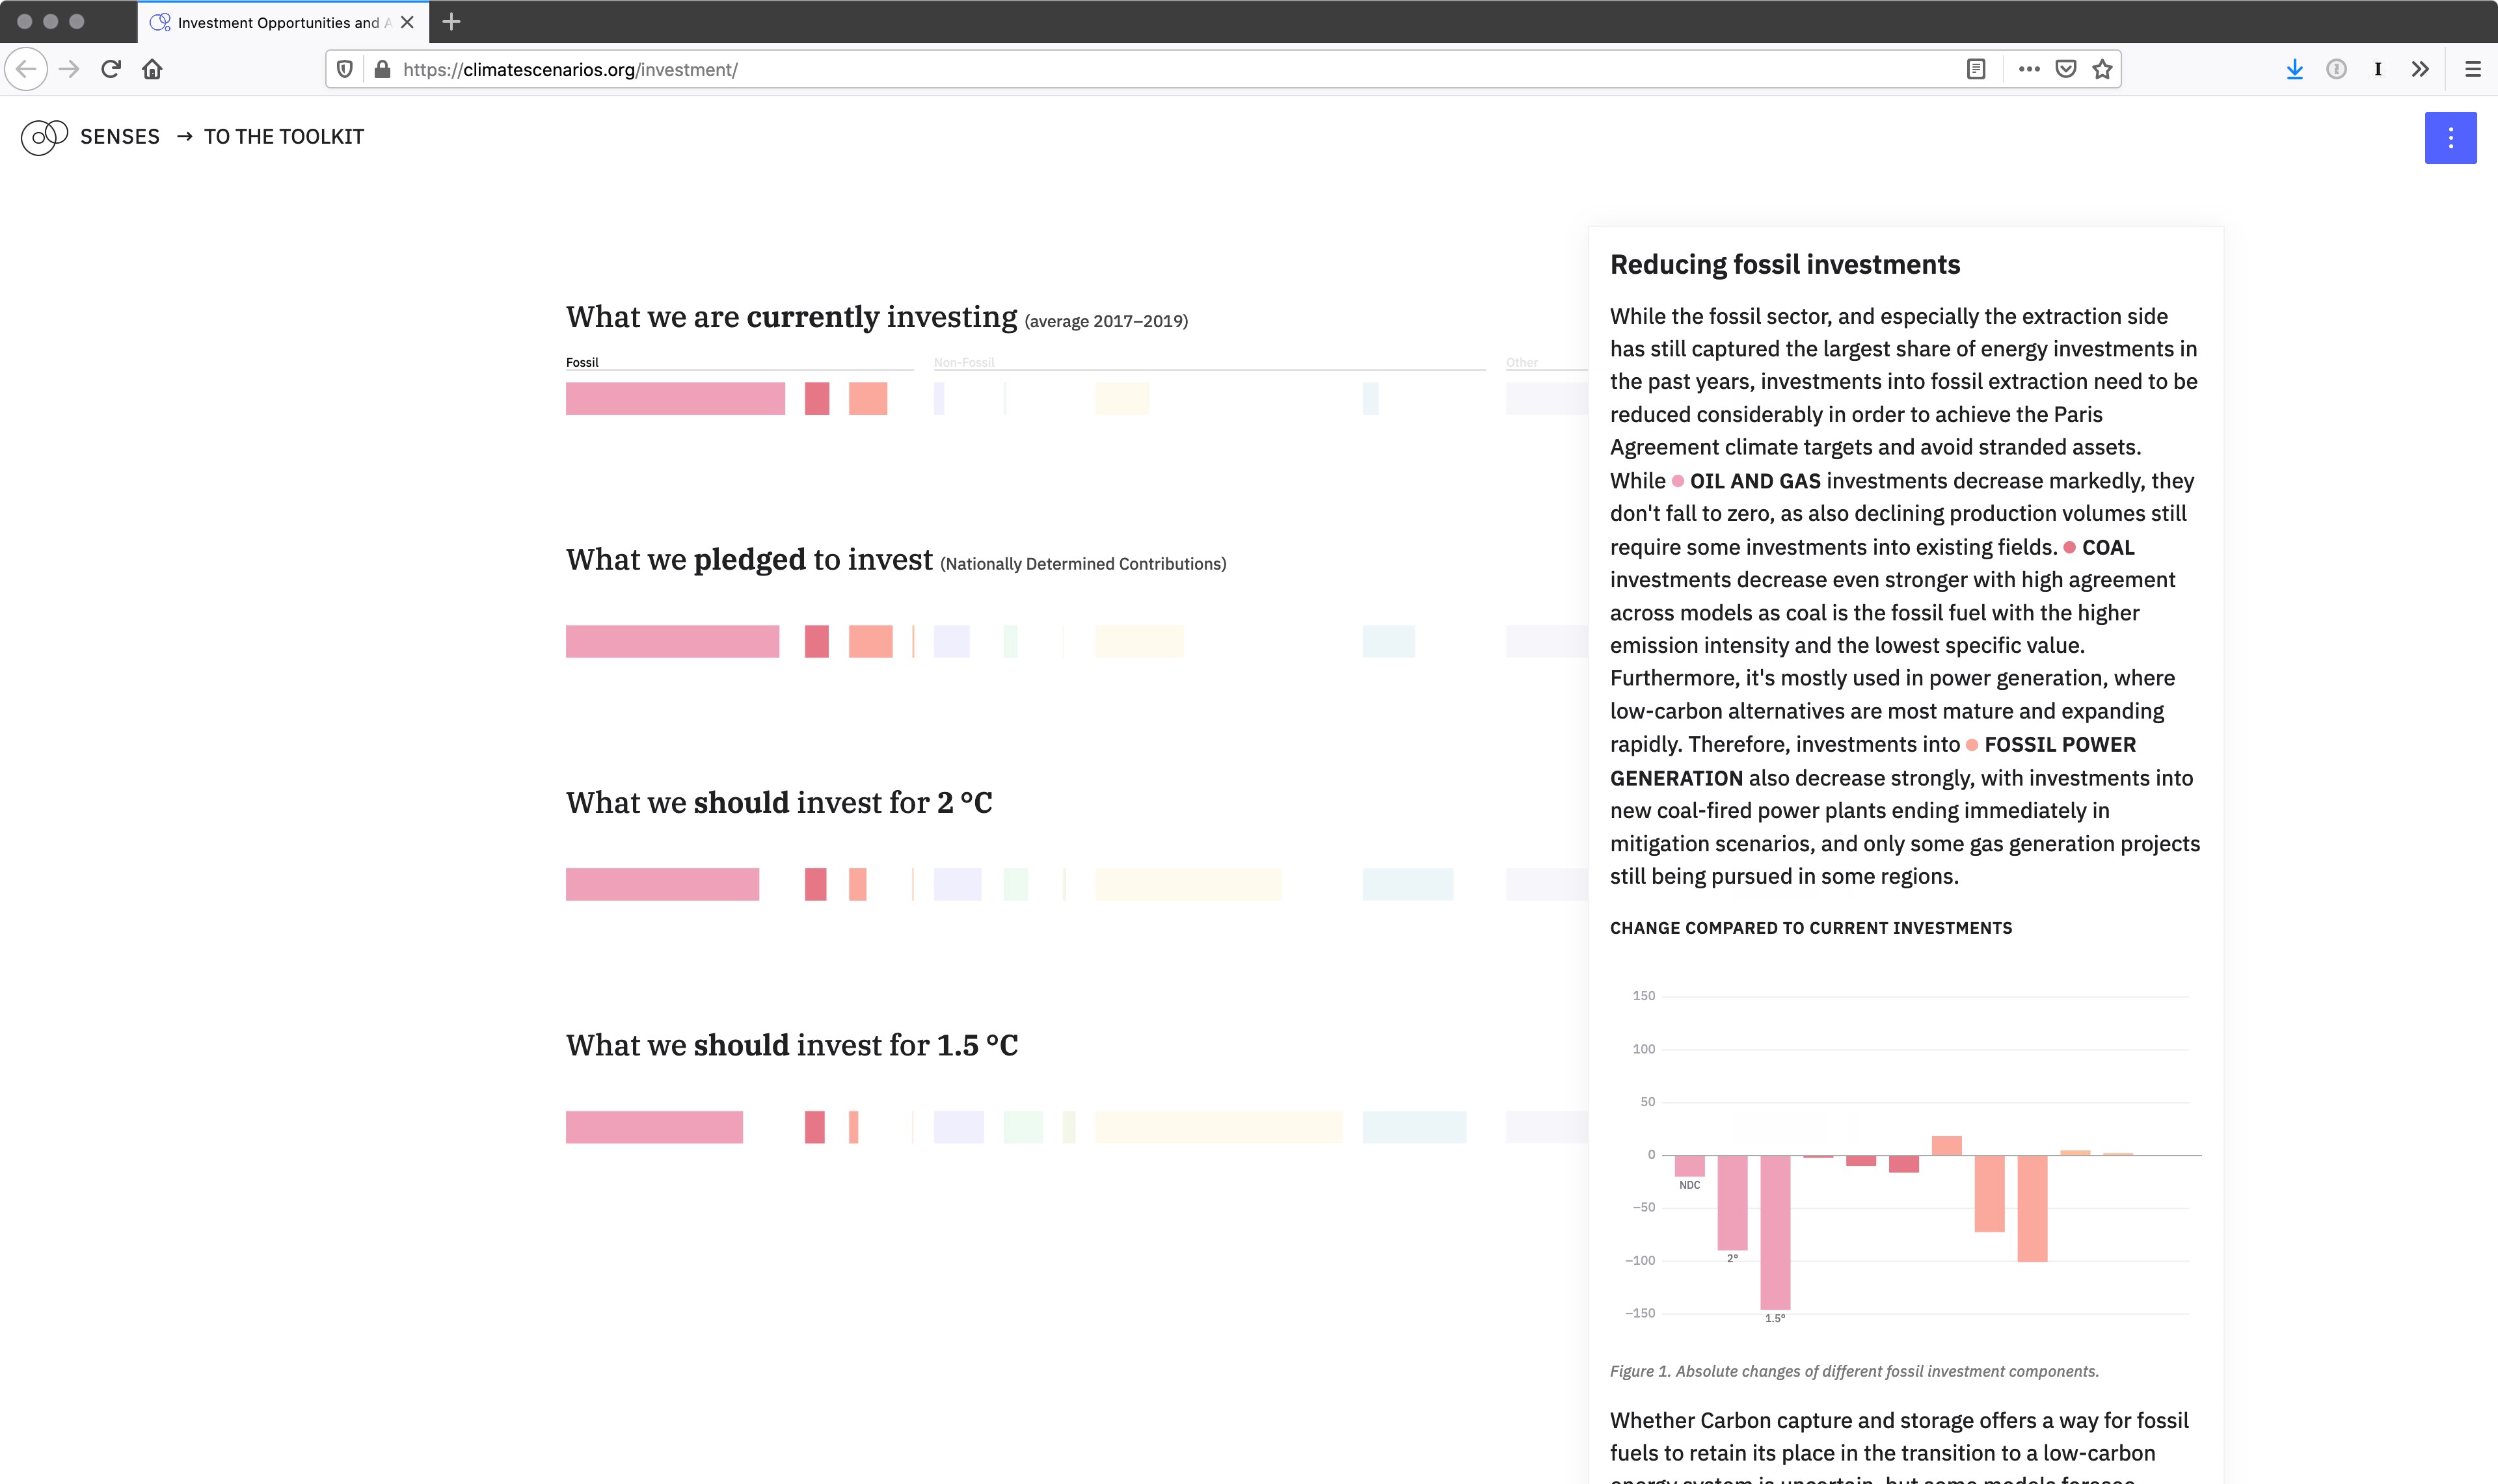 Investment Opportunities and A
https://climatescenarios.org/investment/
SENSES → TO THE TOOLKIT
What we are currently investing (average 2017–2019)
Fossil
Non-Fossil
Other
What we pledged to invest (Nationally Determined Contributions)
What we should invest for 2 °C
What we should invest for 1.5 °C
Reducing fossil investments
While the fossil sector, and especially the extraction side
has still captured the largest share of energy investments in
the past years, investments into fossil extraction need to be
reduced considerably in order to achieve the Paris
Agreement climate targets and avoid stranded assets.
While OIL AND GAS investments decrease markedly, they
don't fall to zero, as also declining production volumes still
require some investments into existing fields. COAL
investments decrease even stronger with high agreement
across models as coal is the fossil fuel with the higher
emission intensity and the lowest specific value.
Furthermore, it's mostly used in power generation, where
low-carbon alternatives are most mature and expanding
rapidly. Therefore, investments into FOSSIL POWER
GENERATION also decrease strongly, with investments into
new coal-fired power plants ending immediately in
mitigation scenarios, and only some gas generation projects
still being pursued in some regions.
CHANGE COMPARED TO CURRENT INVESTMENTS
150
100
50
0
−50
−100
−150
NDC
2°
1.5°
Figure 1. Absolute changes of different fossil investment components.
Whether Carbon capture and storage offers a way for fossil
fuels to retain its place in the transition to a low-carbon
energy system is uncertain, but some models foresee